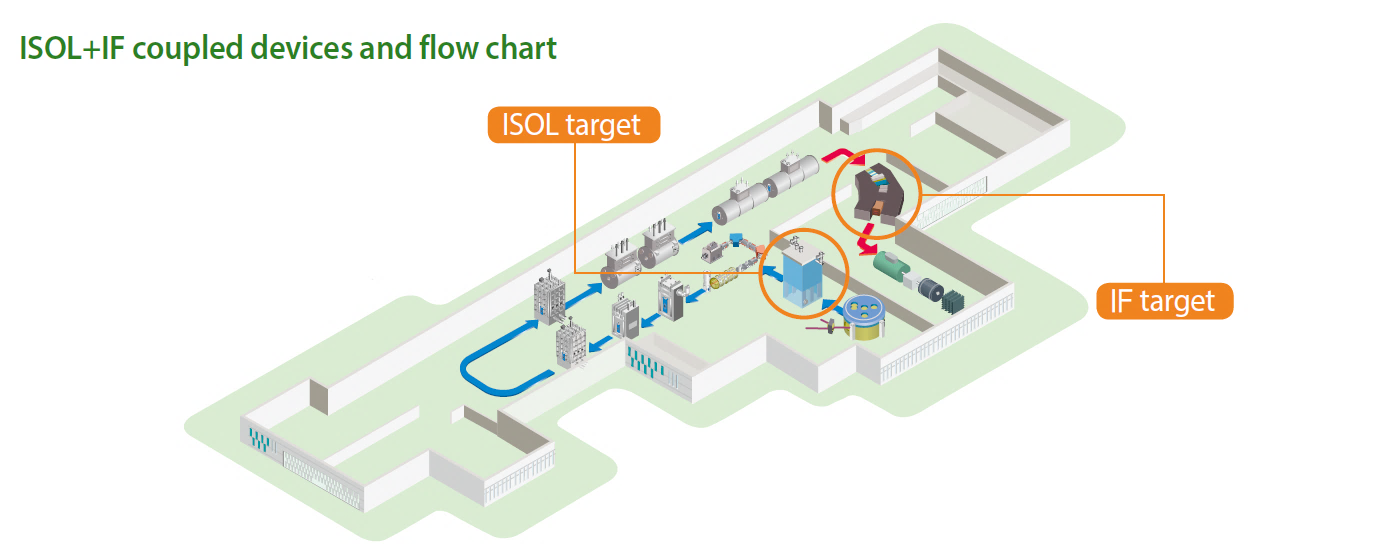 ISOL+IF coupled devices and flow chart
ISOL target
IF target